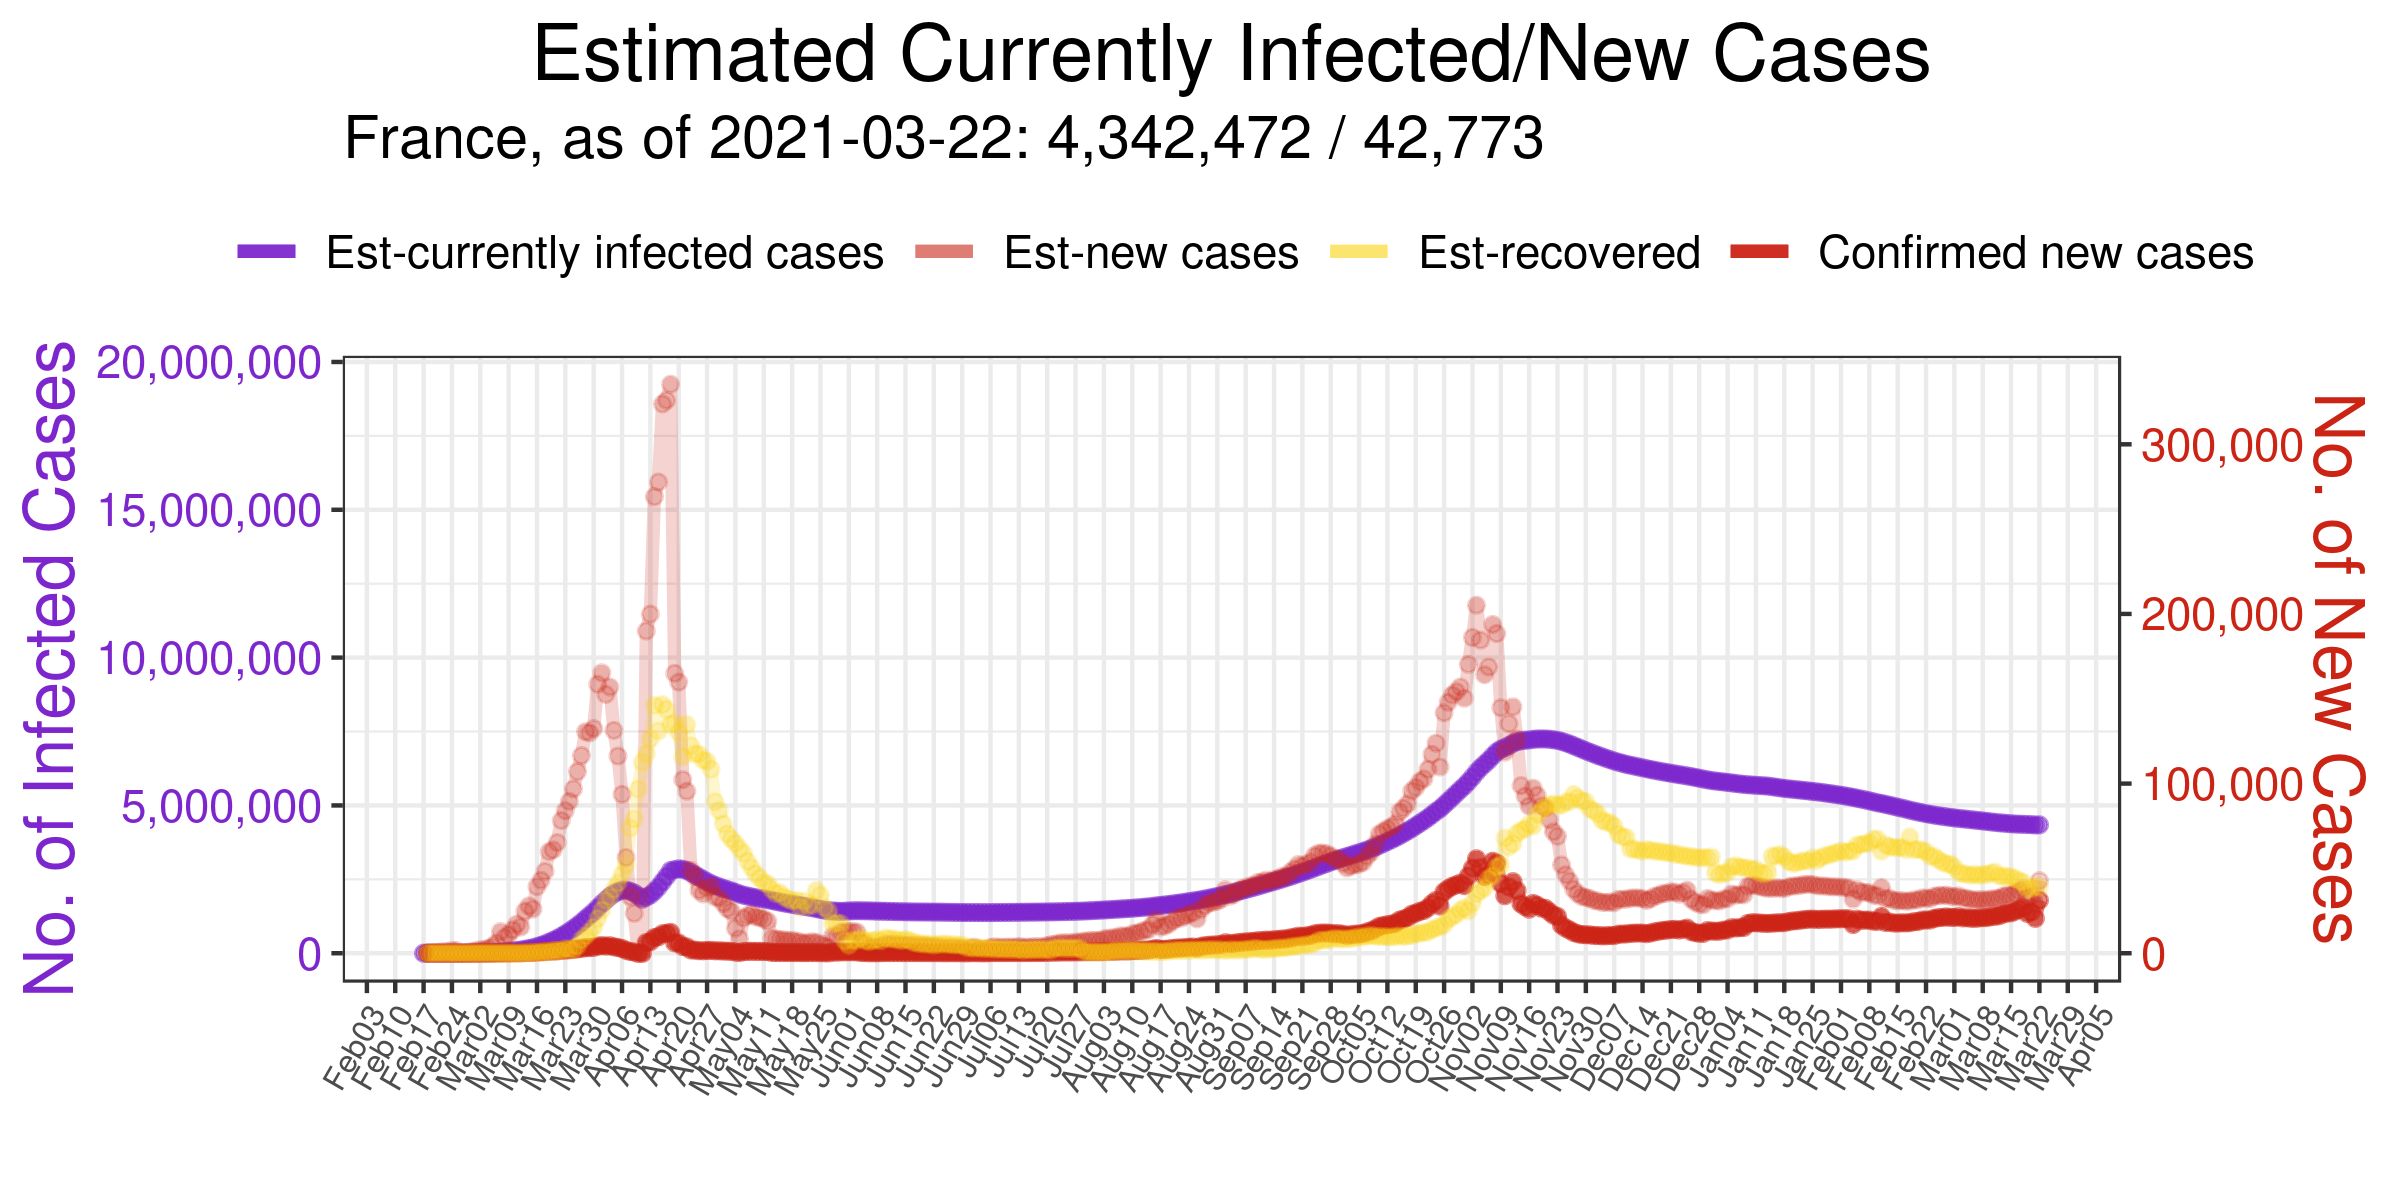 Estimated Currently Infected/New Cases
France, as of 2021-03-22: 4,342,472 / 42,773
Est-currently infected cases Est-new cases Est-recovered Confirmed new cases
No. of Infected Cases
20,000,000
15,000,000
10,000,000
5,000,000
0
300,000
200,000
100,000
0
No. of New Cases
Feb03
Feb10
Feb17
Feb24
Mar02
Mar09
Mar16
Mar23
Mar30
Apr06
Apr13
Apr20
Apr27
May04
May11
May18
May25
Jun01
Jun08
Jun15
Jun22
Jun29
Jul06
Jul13
Jul20
Jul27
Aug03
Aug10
Aug17
Aug24
Aug31
Sep07
Sep14
Sep21
Sep28
Oct05
Oct12
Oct19
Oct26
Nov02
Nov09
Nov16
Nov23
Nov30
Dec07
Dec14
Dec21
Dec28
Jan04
Jan11
Jan18
Jan25
Feb01
Feb08
Feb15
Feb22
Mar01
Mar08
Mar15
Mar22
Mar29
Apr05